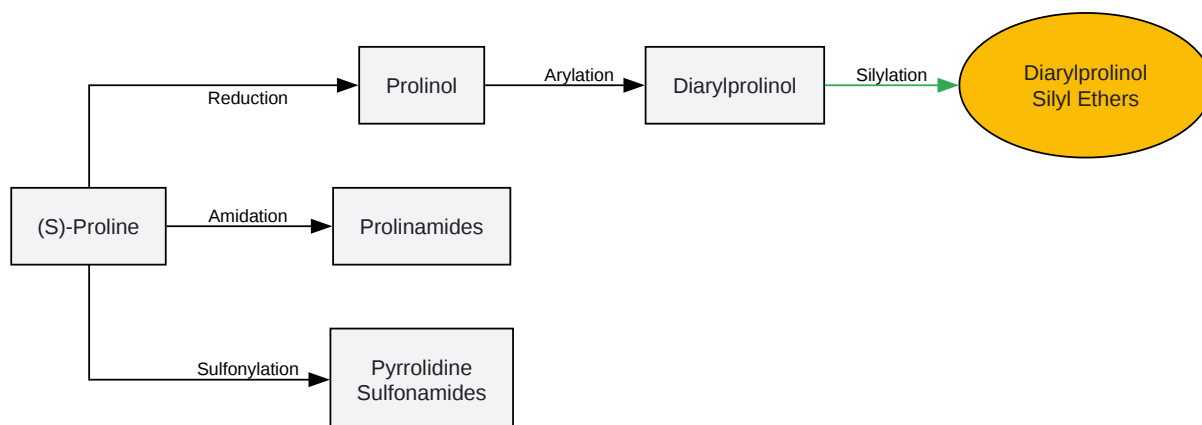 Reduction
Prolinol
Arylation
Diarylprolinol
Silylation
Diarylprolinol
Silyl Ethers
(S)-Proline
Amidation
Prolinamides
Sulfonylation
Pyrrolidine
Sulfonamides